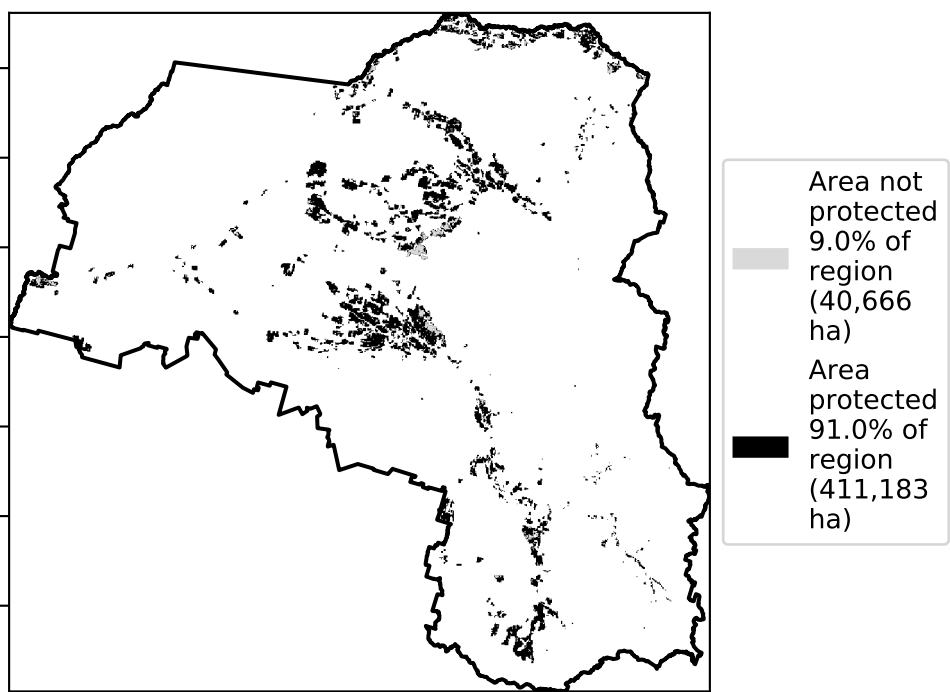 Area not
protected
9.0% of
region
(40,666
ha)
Area
protected
91.0% of
region
(411,183
ha)